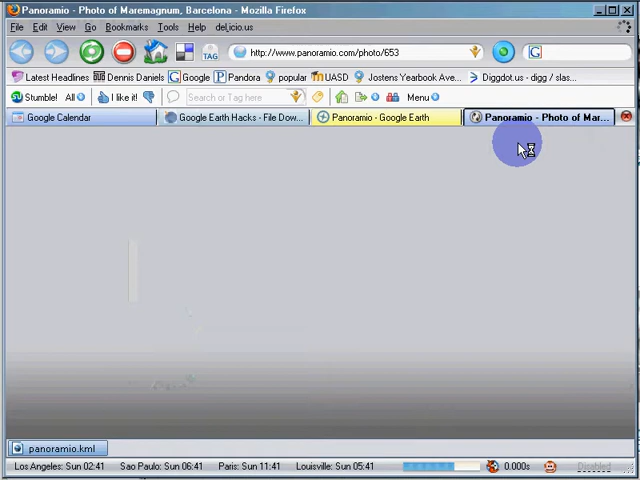 Panoramio - Photo of Maremagnum, Barcelona - Mozilla Firefox
File Edit View Go Bookmarks Tools Help del.icio.us
TAG http://www.panoramio.com/photo/653 G
Latest Headlines Dennis Daniels G Google P Pandora popular UASD Jostens Yearbook Ave... Diggdot.us - digg / slas...
Stumble! All I like it! Search or Tag here Menu
Google Calendar Google Earth Hacks - File Dow... Panoramio - Google Earth Panoramio - Photo of Mar...
panoramio.kml
Los Angeles: Sun 02:41 Sao Paulo: Sun 06:41 Paris: Sun 11:41 Louisville: Sun 05:41 0.000s Disabled